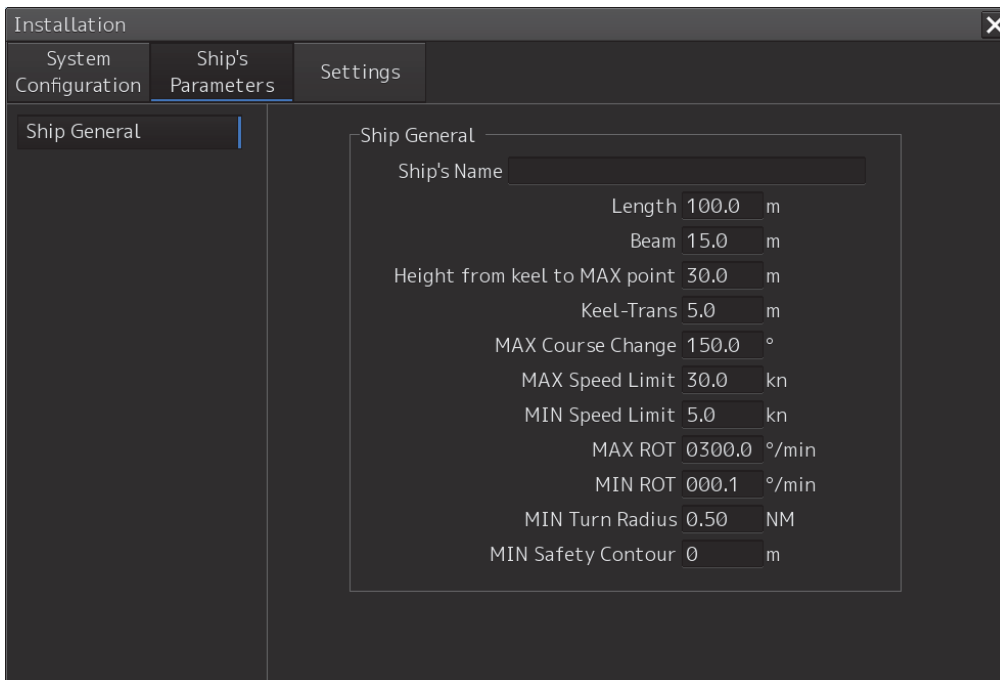 Installation
System Configuration
Ship's Parameters
Settings
Ship General
Ship General
Ship's Name
Length 100.0 m
Beam 15.0 m
Height from keel to MAX point 30.0 m
Keel-Trans 5.0 m
MAX Course Change 150.0 °
MAX Speed Limit 30.0 kn
MIN Speed Limit 5.0 kn
MAX ROT 0300.0 °/min
MIN ROT 000.1 °/min
MIN Turn Radius 0.50 NM
MIN Safety Contour 0 m